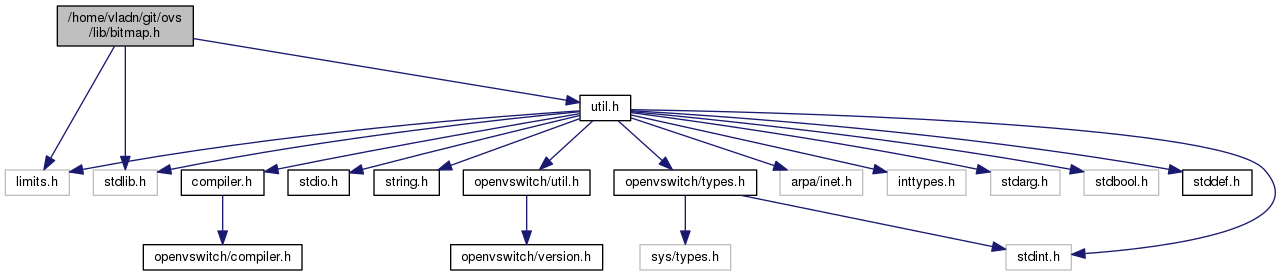 /home/vladn/git/ovs
/lib/bitmap.h
util.h
limits.h
stdlib.h
compiler.h
stdio.h
string.h
openvswitch/util.h
openvswitch/types.h
arpa/inet.h
inttypes.h
stdarg.h
stdbool.h
stddef.h
openvswitch/compiler.h
openvswitch/version.h
sys/types.h
stdint.h